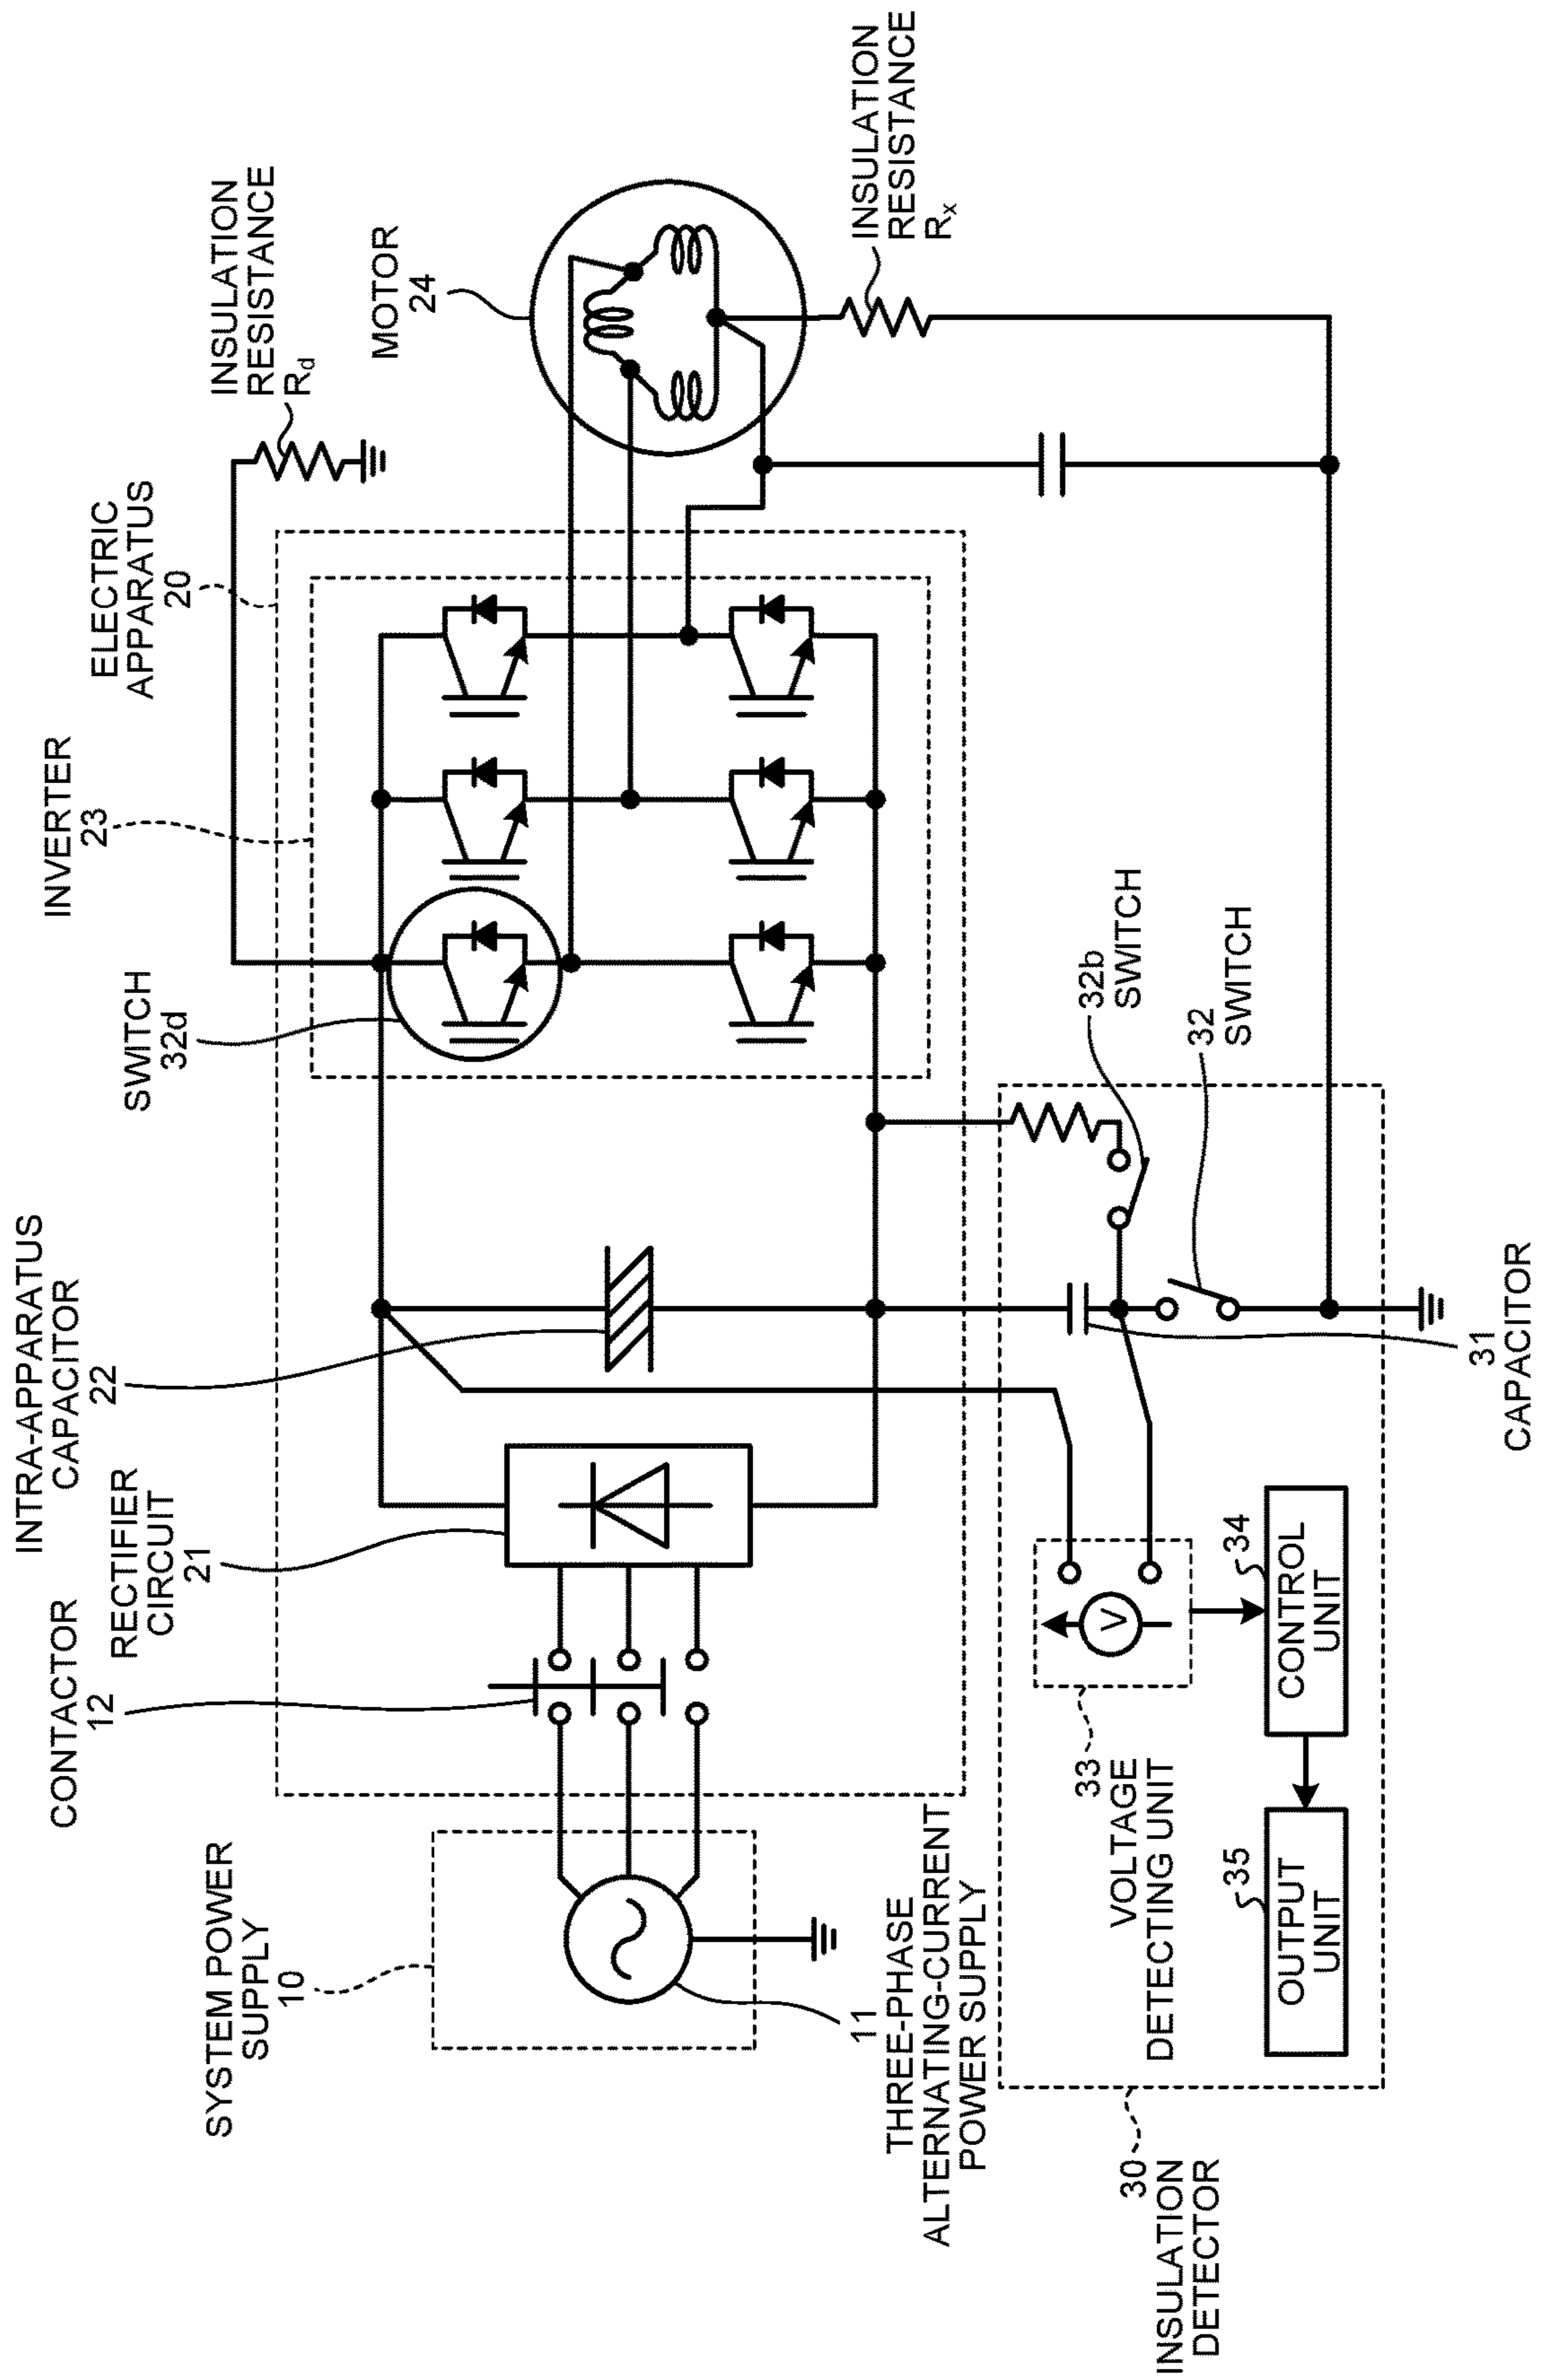 SYSTEM POWER
SUPPLY
10
CONTACTOR
12
RECTIFIER
CIRCUIT
21
INTRA-APPARATUS
CAPACITOR
22
SWITCH
32d
INVERTER
23
ELECTRIC
APPARATUS
20
INSULATION
RESISTANCE
Rd
MOTOR
24
INSULATION
RESISTANCE
Rx
11
THREE-PHASE
ALTERNATING-CURRENT
POWER SUPPLY
32b
SWITCH
32
SWITCH
31
CAPACITOR
V
33
VOLTAGE
DETECTING UNIT
34
CONTROL
UNIT
35
OUTPUT
UNIT
30
INSULATION
DETECTOR